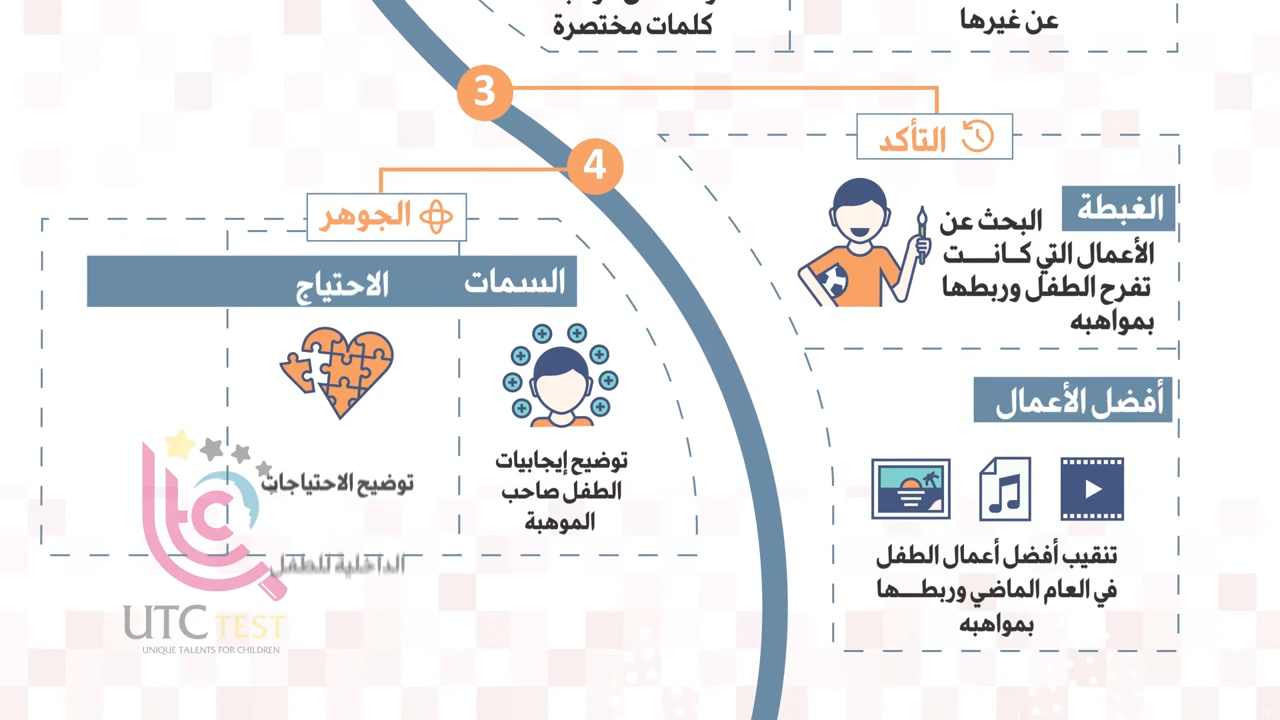 عن غيرها
كلمات مختصرة
3
التأكد
الغبطة
البحث عن
الأعمال التي كانت
تفرح الطفل وربطها
بمواهبه
أفضل الأعمال
تنقيب أفضل أعمال الطفل
في العام الماضي وربطها
بمواهبه
4
الجوهر
السمات
توضيح إيجابيات
الطفل صاحب
الموهبة
الاحتياج
توضيح الاحتياجات
الداخلية للطفل
UTC TEST
UNIQUE TALENTS FOR CHILDREN